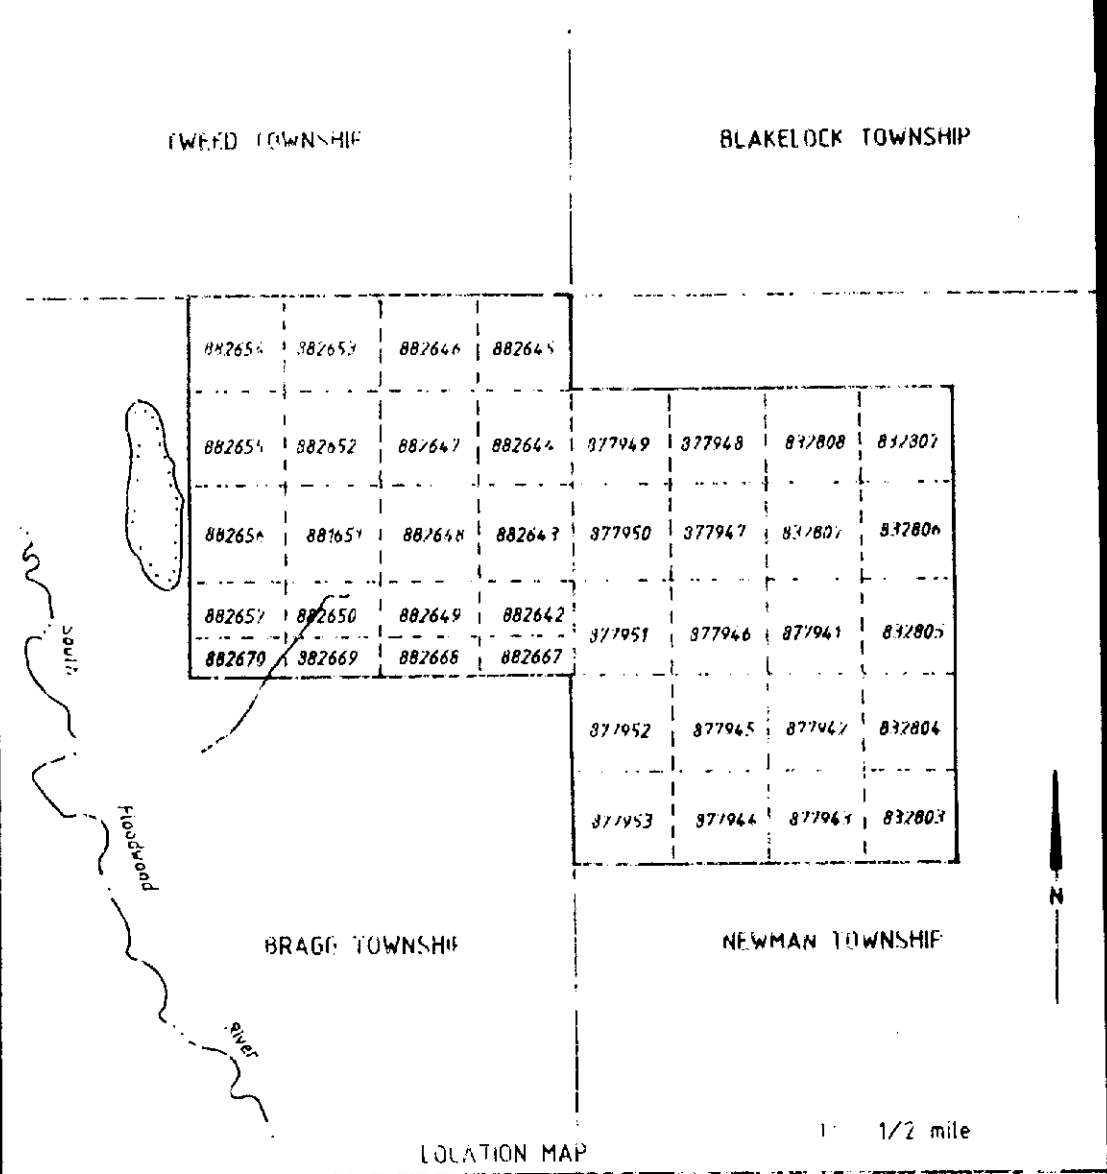 TWEED TOWNSHIP
BLAKELOCK TOWNSHIP
882654 882653 882646 882645
882655 882652 882647 882644 877949 877948 832808
882656 881651 882648 882643 877950 877947 832807 832806
882657 882650 882649 882642
877951 877946 877941 832805
882670 882669 882668 882667
877952 877945 877942 832804
877953 877944 877943 832803
South
Floodwood
River
N
BRAGG TOWNSHIP
NEWMAN TOWNSHIP
1/2 mile
LOCATION MAP